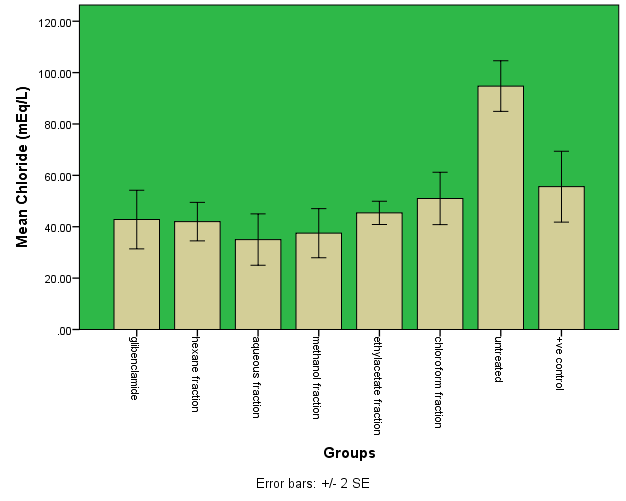 Mean Chloride (mEq/L)
120.00
100.00
80.00
60.00
40.00
20.00
.00
glibenclamide
hexane fraction
aqueous fraction
methanol fraction
ethylacetate fraction
chloroform fraction
untreated
+ve control
Groups
Error bars: +/- 2 SE